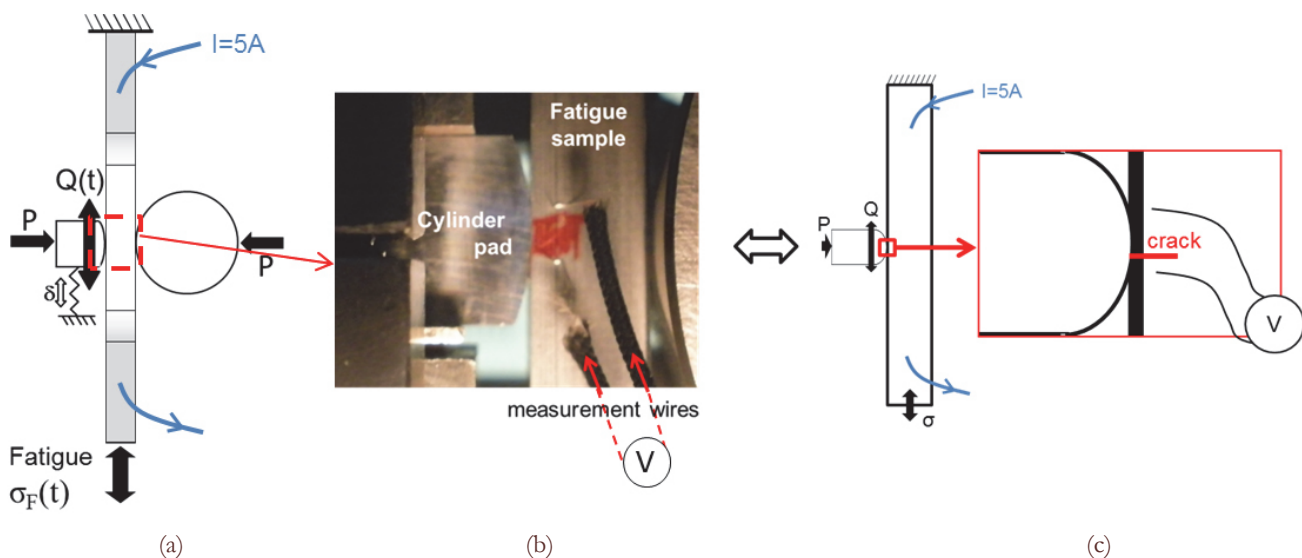 I=5A
Q(t)
P
P
δ
Fatigue
σF(t)
(a)
Fatigue
sample
Cylinder
pad
measurement wires
V
(b)
I=5A
P
Q
σ
crack
V
(c)